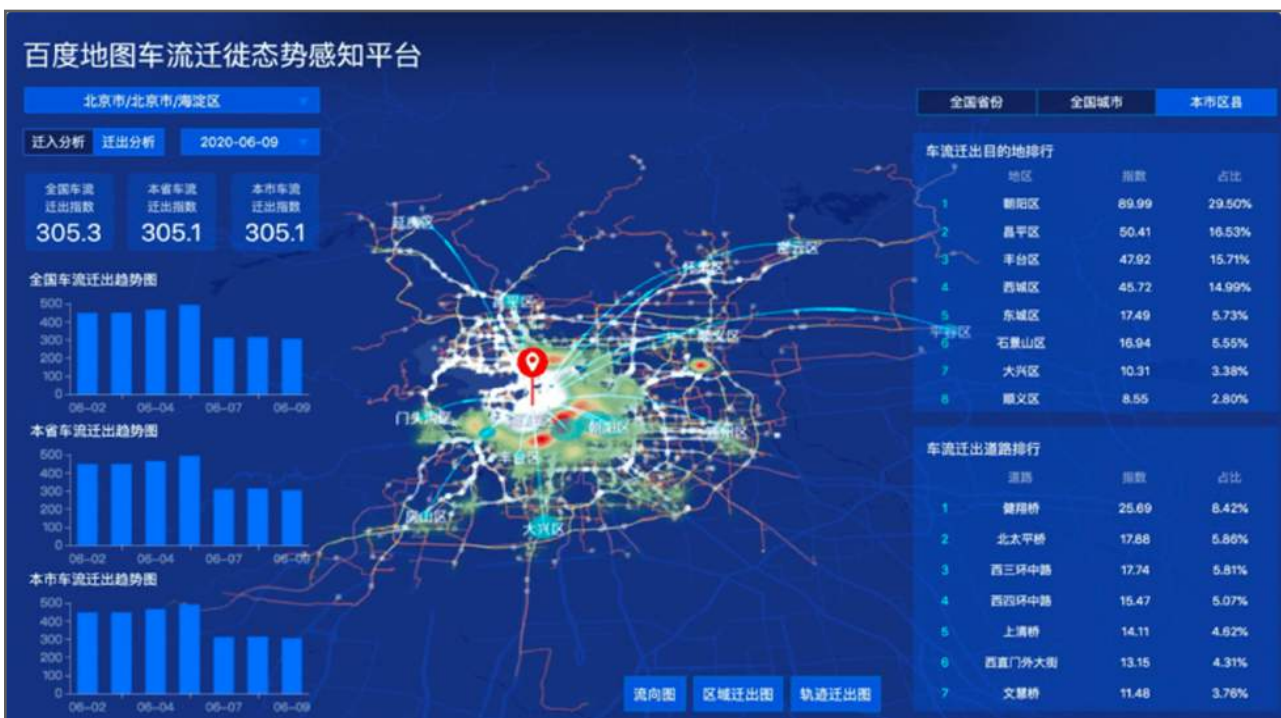 百度地图车流迁徙态势感知平台
北京市/北京市/海淀区
迁入分析 迁出分析 2020-06-09
全国车流 本省车流 本市车流
迁出指数 迁出指数 迁出指数
305.3 305.1 305.1
全国车流迁出趋势图
500
400
300
200
100
0
06-02 06-04 06-07 06-09
本省车流迁出趋势图
500
400
300
200
100
0
06-02 06-04 06-07 06-09
本市车流迁出趋势图
500
400
300
200
100
0
06-02 06-04 06-07 06-09
延庆区
密云区
怀柔区
昌平区
顺义区
平谷区
门头沟区
朝阳区
通州区
丰台区
房山区
大兴区
流向图 区域迁出图 轨迹迁出图
全国省份 全国城市 本市区县
车流迁出目的地排行
地区 指数 占比
1 朝阳区 89.99 29.50%
2 昌平区 50.41 16.53%
3 丰台区 47.92 15.71%
4 西城区 45.72 14.99%
5 东城区 17.49 5.73%
6 石景山区 16.94 5.55%
7 大兴区 10.31 3.38%
8 顺义区 8.55 2.80%
车流迁出道路排行
道路 指数 占比
1 健翔桥 25.69 8.42%
2 北太平桥 17.88 5.86%
3 西三环中路 17.74 5.81%
4 西四环中路 15.47 5.07%
5 上清桥 14.11 4.62%
6 西直门外大街 13.15 4.31%
7 文慧桥 11.48 3.76%